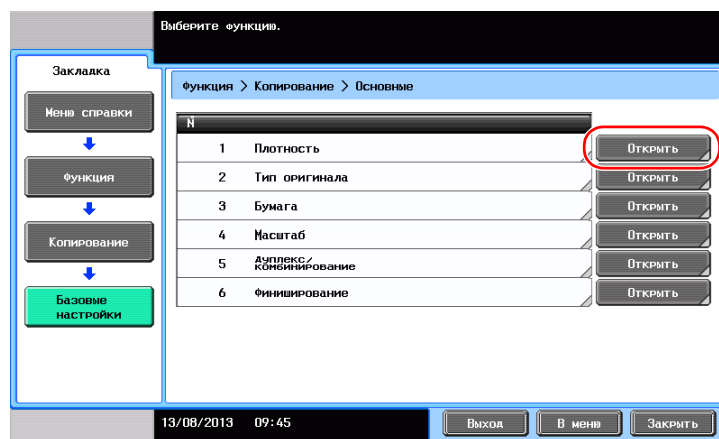 Выберите функцию.
Закладка
Меню справки
Функция
Копирование
Базовые
настройки
Функция > Копирование > Основные
N
1 Плотность Открыть
2 Тип оригинала Открыть
3 Бумага Открыть
4 Масштаб Открыть
5 Дуплекс/
комбинирование Открыть
6 Финиширование Открыть
13/08/2013 09:45 Выход В меню Закрыть